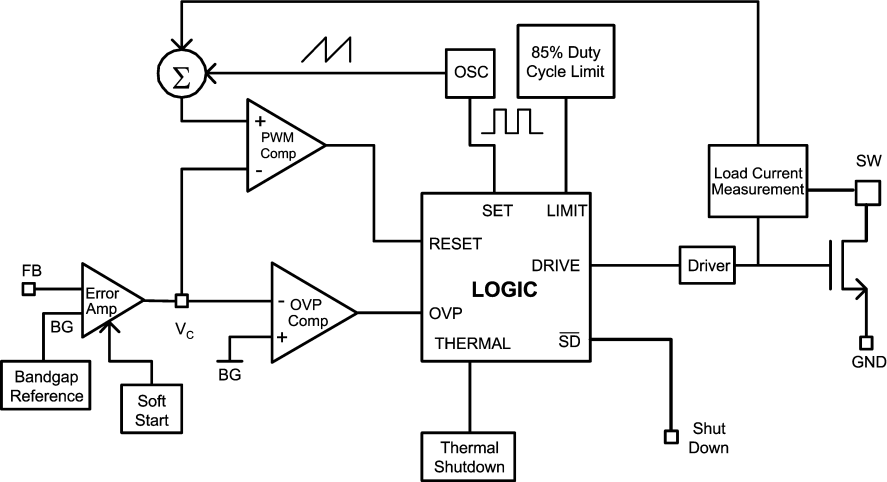 Σ
OSC
85% Duty
Cycle Limit
+
PWM
Comp
-
Load Current
Measurement
SW
SET
LIMIT
RESET
DRIVE
LOGIC
OVP
THERMAL
SD
Driver
FB
Error
Amp
BG
VC
-
OVP
Comp
+
BG
GND
Bandgap
Reference
Soft
Start
Thermal
Shutdown
Shut
Down